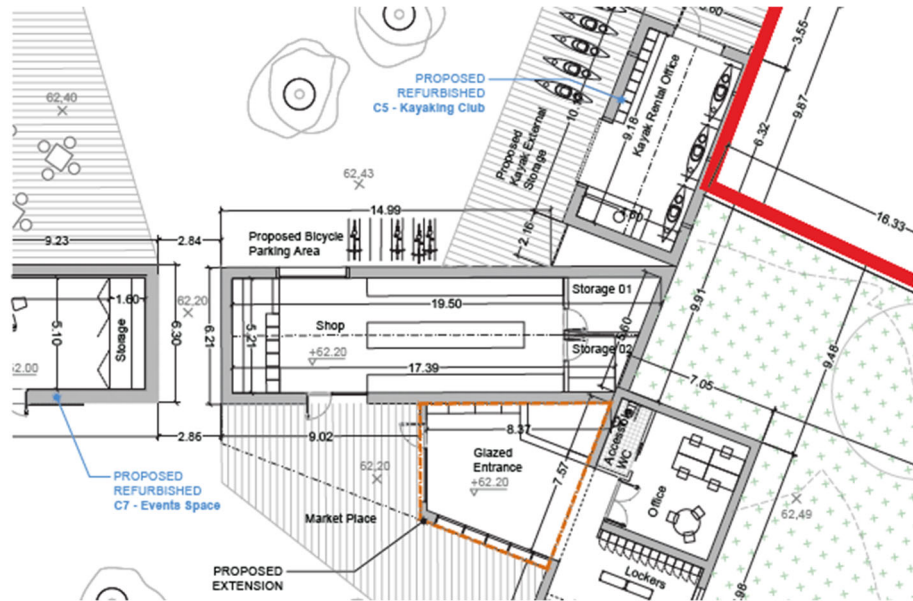 3.60
3.55
PROPOSED
REFURBISHED
C5 - Kayaking Club
Kayak Rental Office
9.18
9.87
6.32
62,40
Proposed
Kayak External
Storage
10.
62,43
14.99
2.16
16.33
9.23
2.84
Proposed Bicycle
Parking Area
1.60
62,20
Storage 01
19.50
9.91
5.10
Storage
6.30
6.21
5.21
Shop
+62.20
Storage 02
5.60
2.00
17.39
9.48
7.05
2.86
9.02
8.37
Accessible
WC
Glazed
Entrance
+62.20
7.57
62,20
Office
PROPOSED
REFURBISHED
C7 - Events Space
Market Place
62,49
PROPOSED
EXTENSION
Lockers
.98